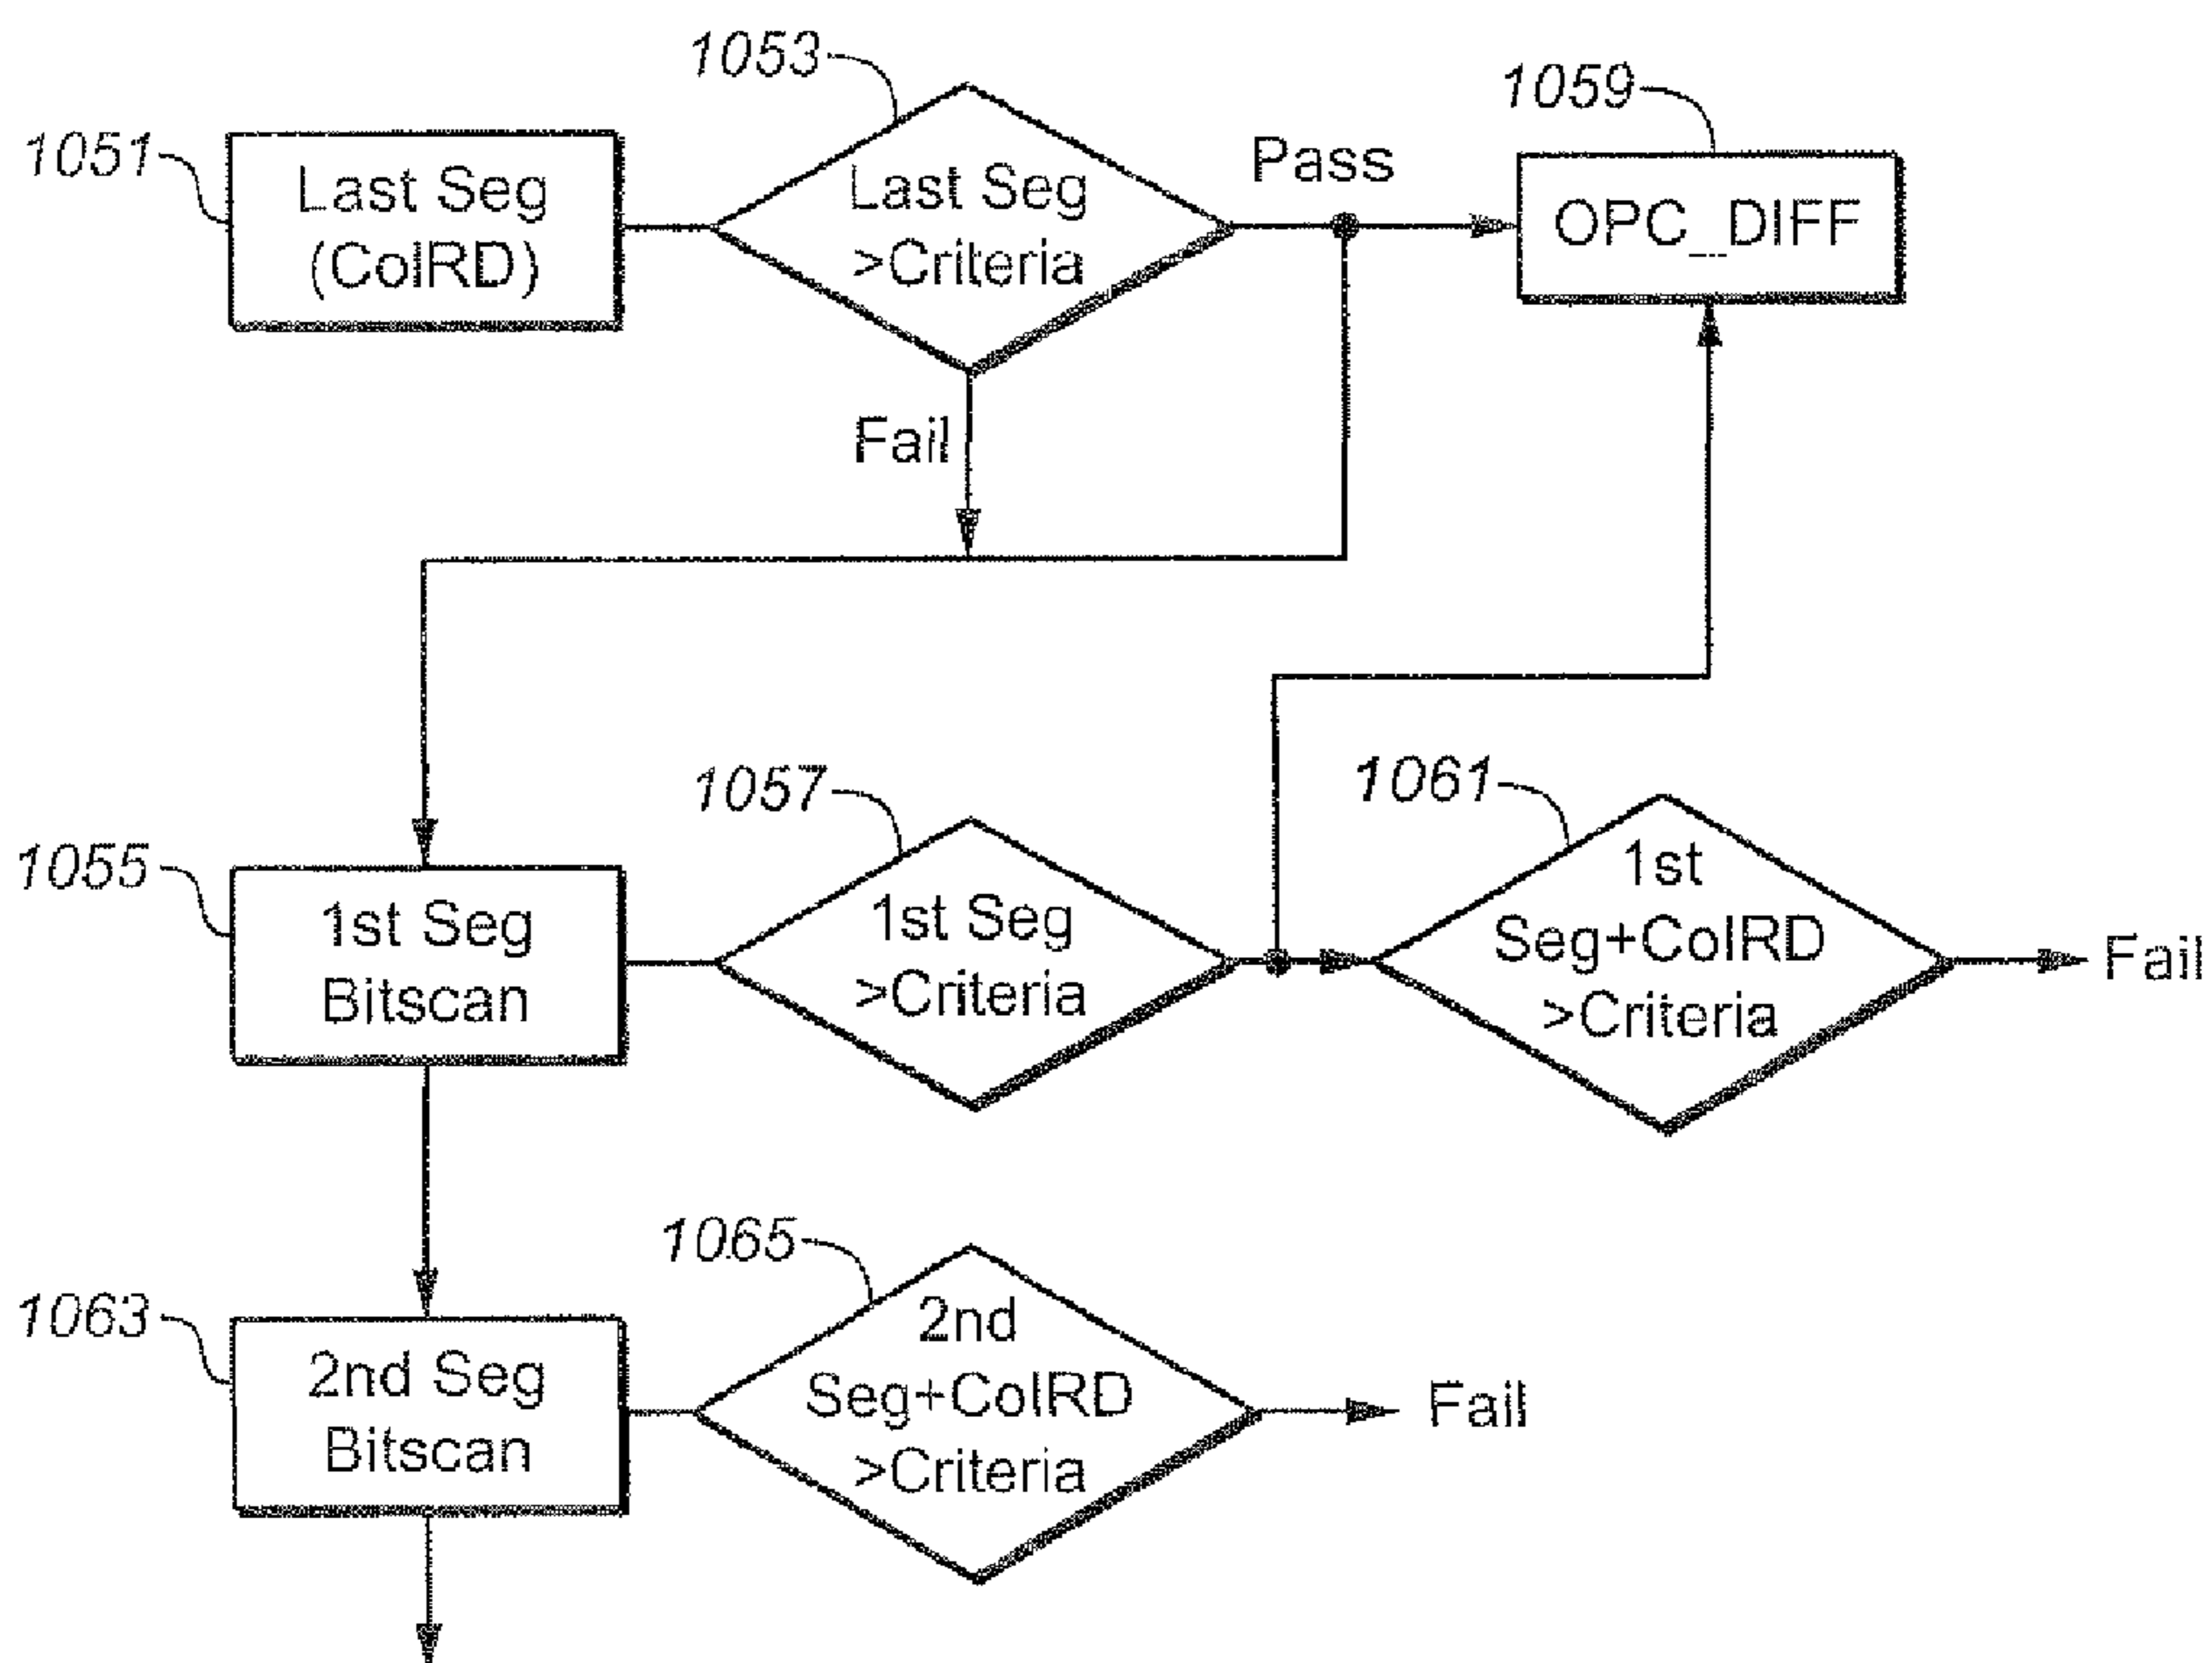 1053
1059
1051
Last Seg
(ColRD)
Last Seg
>Criteria
Pass
OPC_DIFF
Fail
1057
1061
1055
1st Seg
Bitscan
1st Seg
>Criteria
1st
Seg+ColRD
>Criteria
Fail
1065
1063
2nd Seg
Bitscan
2nd
Seg+ColRD
>Criteria
Fail